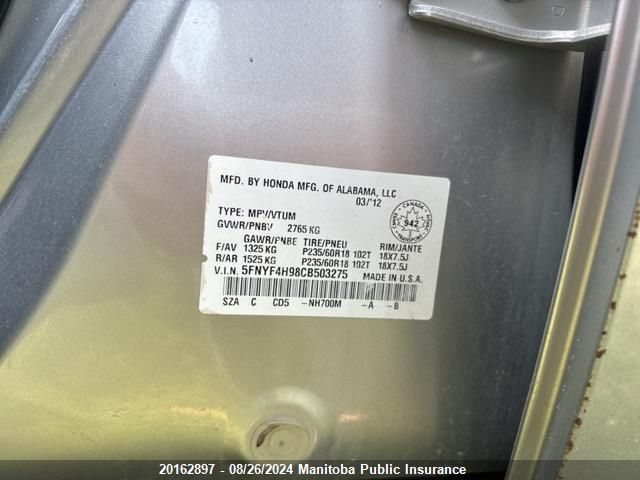 MFD. BY HONDA MFG. OF ALABAMA, LLC
03/'12
TYPE: MPV/VTUM
GVWR/PNBV 2765 KG
GAWR/PNBE TIRE/PNEU RIM/JANTE
F/AV 1325 KG P235/60R18 102T 18X7.5J
R/AR 1525 KG P235/60R18 102T 18X7.5J
V.I.N. 5FNYF4H98CB503275 MADE IN U.S.A.
SZA C CD5 -NH700M -A -B
CANADA
942
TRANSPORT
20162897 - 08/26/2024 Manitoba Public Insurance